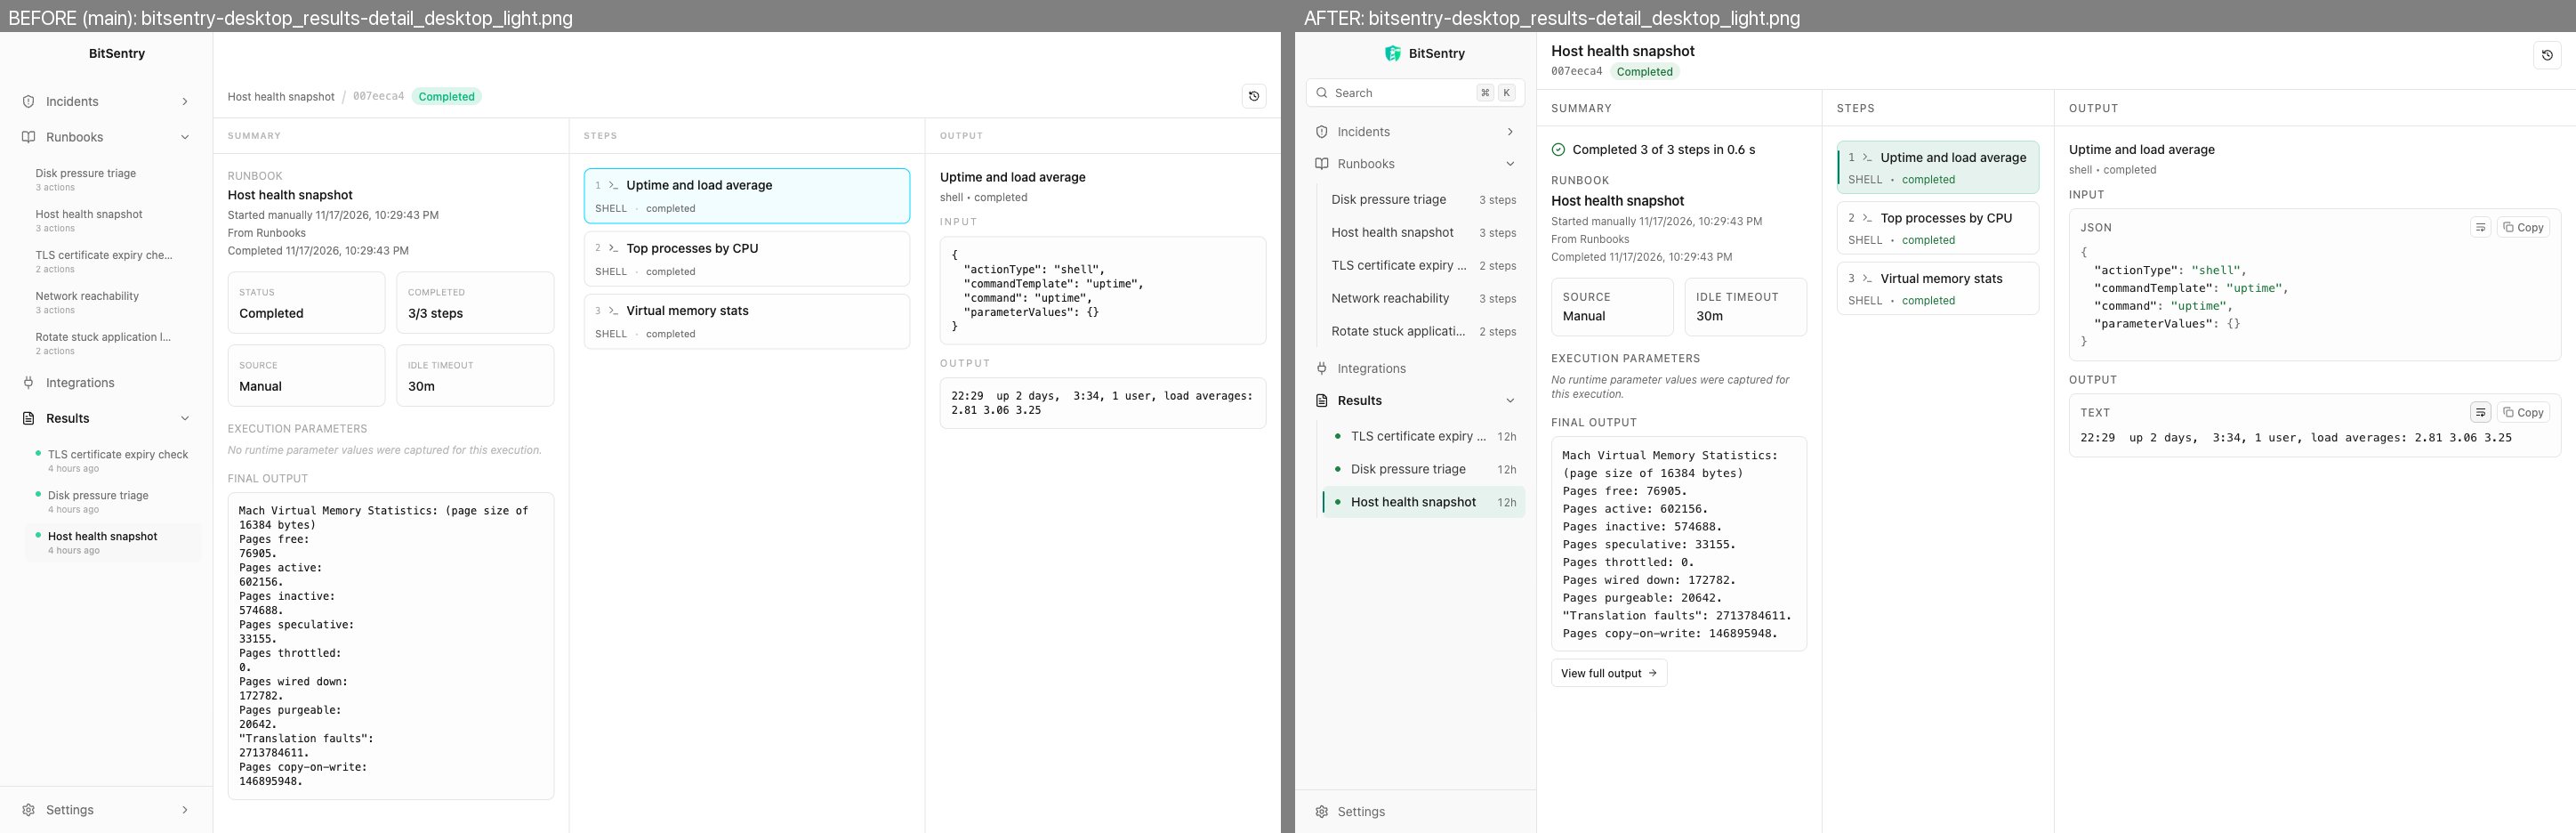 BEFORE (main): bitsentry-desktop_results-detail_desktop_light.png
BitSentry
Incidents
Runbooks
Disk pressure triage
3 actions
Host health snapshot
3 actions
TLS certificate expiry che...
2 actions
Network reachability
3 actions
Rotate stuck application l...
2 actions
Integrations
Results
TLS certificate expiry check
4 hours ago
Disk pressure triage
4 hours ago
Host health snapshot
4 hours ago
Settings
Host health snapshot / 007eeca4 Completed
SUMMARY
RUNBOOK
Host health snapshot
Started manually 11/17/2026, 10:29:43 PM
From Runbooks
Completed 11/17/2026, 10:29:43 PM
STATUS
Completed
COMPLETED
3/3 steps
SOURCE
Manual
IDLE TIMEOUT
30m
EXECUTION PARAMETERS
No runtime parameter values were captured for this execution.
FINAL OUTPUT
Mach Virtual Memory Statistics: (page size of
16384 bytes)
Pages free:
76905.
Pages active:
602156.
Pages inactive:
574688.
Pages speculative:
33155.
Pages throttled:
0.
Pages wired down:
172782.
Pages purgeable:
20642.
"Translation faults":
2713784611.
Pages copy-on-write:
146895948.
STEPS
1 >_ Uptime and load average
SHELL · completed
2 >_ Top processes by CPU
SHELL · completed
3 >_ Virtual memory stats
SHELL · completed
OUTPUT
Uptime and load average
shell • completed
INPUT
{
"actionType": "shell",
"commandTemplate": "uptime",
"command": "uptime",
"parameterValues": {}
}
OUTPUT
22:29  up 2 days,  3:34, 1 user, load averages:
2.81 3.06 3.25
AFTER: bitsentry-desktop_results-detail_desktop_light.png
BitSentry
Search ⌘ K
Incidents
Runbooks
Disk pressure triage 3 steps
Host health snapshot 3 steps
TLS certificate expiry ... 2 steps
Network reachability 3 steps
Rotate stuck applicati... 2 steps
Integrations
Results
TLS certificate expiry ... 12h
Disk pressure triage 12h
Host health snapshot 12h
Settings
Host health snapshot
007eeca4 Completed
SUMMARY
Completed 3 of 3 steps in 0.6 s
RUNBOOK
Host health snapshot
Started manually 11/17/2026, 10:29:43 PM
From Runbooks
Completed 11/17/2026, 10:29:43 PM
SOURCE
Manual
IDLE TIMEOUT
30m
EXECUTION PARAMETERS
No runtime parameter values were captured for
this execution.
FINAL OUTPUT
Mach Virtual Memory Statistics:
(page size of 16384 bytes)
Pages free: 76905.
Pages active: 602156.
Pages inactive: 574688.
Pages speculative: 33155.
Pages throttled: 0.
Pages wired down: 172782.
Pages purgeable: 20642.
"Translation faults": 2713784611.
Pages copy-on-write: 146895948.
View full output →
STEPS
1 >_ Uptime and load average
SHELL • completed
2 >_ Top processes by CPU
SHELL • completed
3 >_ Virtual memory stats
SHELL • completed
OUTPUT
Uptime and load average
shell • completed
INPUT
JSON Copy
{
"actionType": "shell",
"commandTemplate": "uptime",
"command": "uptime",
"parameterValues": {}
}
OUTPUT
TEXT Copy
22:29  up 2 days,  3:34, 1 user, load averages: 2.81 3.06 3.25